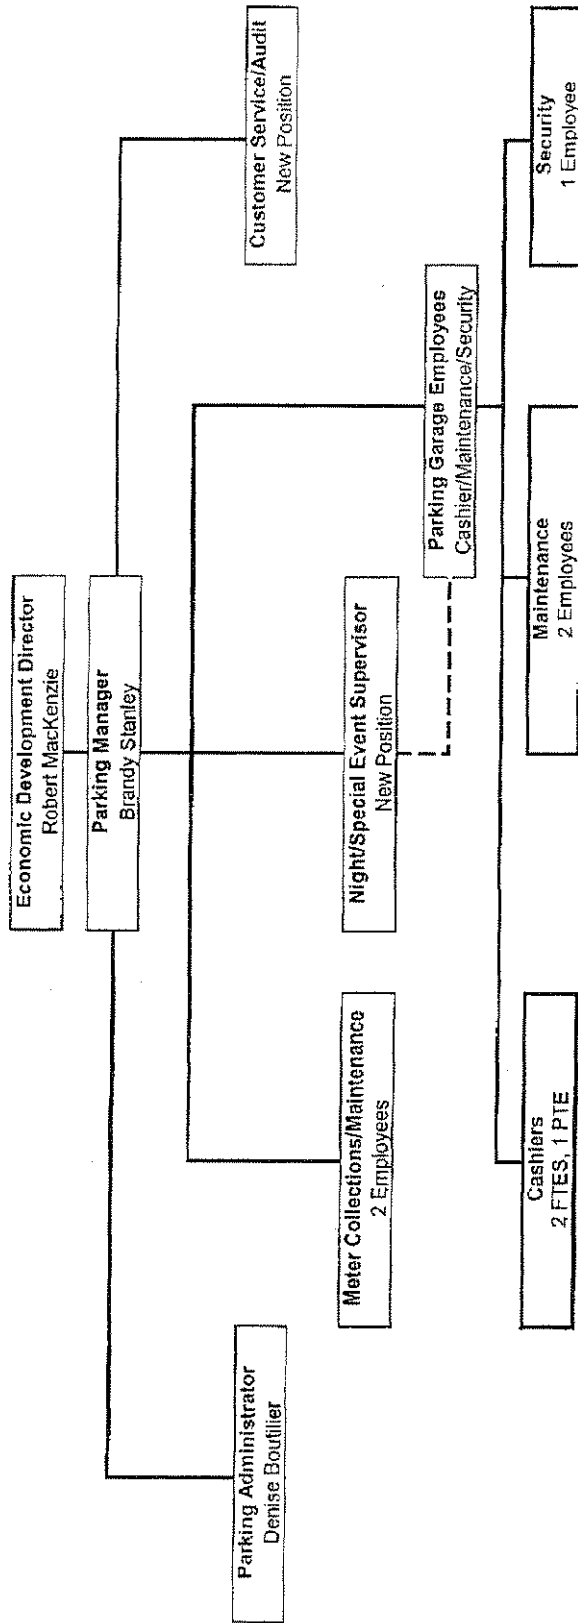 Economic Development Director
Robert MacKenzie
Parking Manager
Brandy Stanley
Parking Administrator
Denise Boutilier
Customer Service/Audit
New Position
Meter Collections/Maintenance
2 Employees
Night/Special Event Supervisor
New Position
Parking Garage Employees
Cashier/Maintenance/Security
Cashiers
2 FTES, 1 PTE
Maintenance
2 Employees
Security
1 Employee